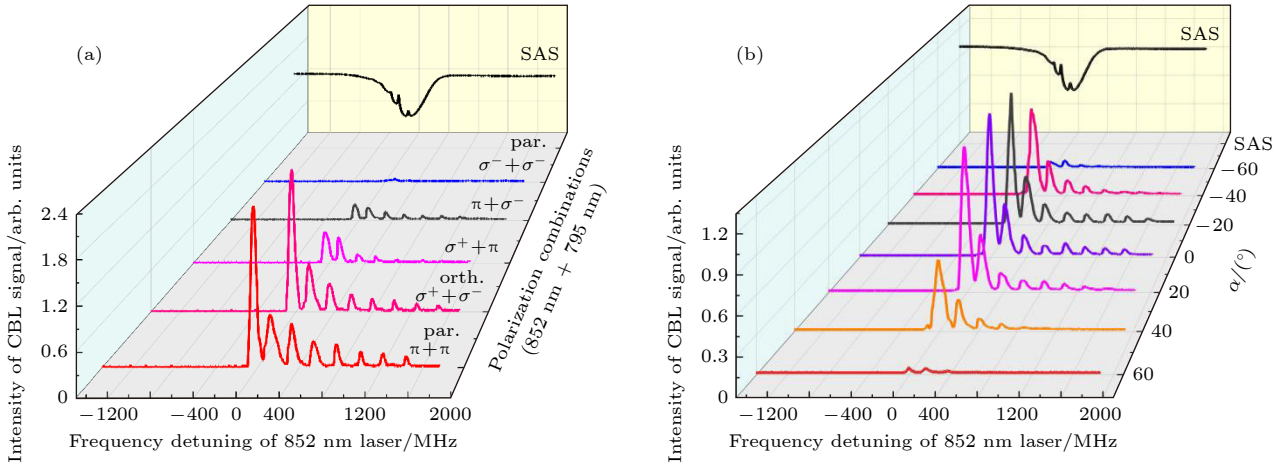 (a)
SAS
par.
σ⁻+σ⁻
π+σ⁻
σ⁺+π
orth.
σ⁺+σ⁻
par.
π+π
Polarization combinations
(852 nm + 795 nm)
Intensity of CBL signal/arb. units
2.4
1.8
1.2
0.6
0
−1200 −400 0 400 1200 2000
Frequency detuning of 852 nm laser/MHz
(b)
SAS
SAS
−60
−40
−20
0
20
40
60
α/(°)
Intensity of CBL signal/arb. units
1.2
0.9
0.6
0.3
0
−1200 −400 0 400 1200 2000
Frequency detuning of 852 nm laser/MHz